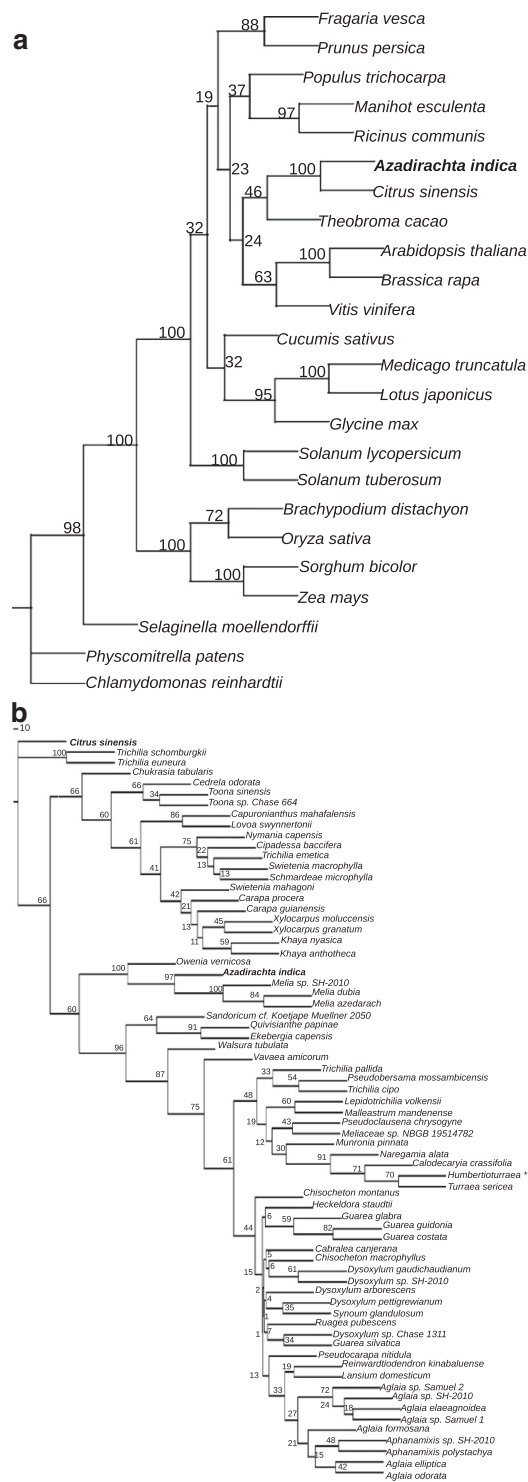 a
88
Fragaria vesca
Prunus persica
19
37
Populus trichocarpa
97
Manihot esculenta
Ricinus communis
23
100
Azadirachta indica
46
Citrus sinensis
Theobroma cacao
32
24
100
Arabidopsis thaliana
63
Brassica rapa
Vitis vinifera
100
Cucumis sativus
32
100
Medicago truncatula
95
Lotus japonicus
Glycine max
100
100
Solanum lycopersicum
Solanum tuberosum
72
Brachypodium distachyon
98
100
Oryza sativa
100
Sorghum bicolor
Zea mays
Selaginella moellendorffii
Physcomitrella patens
Chlamydomonas reinhardtii
b
10
Citrus sinensis
100
Trichilia schomburgkii
Trichilia euneura
66
Chukrasia tabularis
66
Cedrela odorata
34
Toona sinensis
Toona sp. Chase 664
60
86
Capuronianthus mahafalensis
Lovoa swynnertonii
61
75
Nymania capensis
22
Cipadessa baccifera
13
Trichilia emetica
13
Swietenia macrophylla
Schmardeae microphylla
41
42
Swietenia mahagoni
21
Carapa procera
13
Carapa guianensis
11
45
Xylocarpus moluccensis
Xylocarpus granatum
59
Khaya nyasica
Khaya anthotheca
66
100
Owenia vernicosa
97
Azadirachta indica
100
Melia sp. SH-2010
84
Melia dubia
Melia azedarach
60
64
Sandoricum cf. Koetjape Muellner 2050
91
Quivisianthe papinae
Ekebergia capensis
96
Walsura tubulata
87
Vavaea amicorum
75
33
Trichilia pallida
54
Pseudobersama mossambicensis
Trichilia cipo
48
60
Lepidotrichilia volkensii
Malleastrum mandenense
19
43
Pseudoclausena chrysogyne
Meliaceae sp. NBGB 19514782
12
30
Munronia pinnata
91
Naregamia alata
71
Calodecaryia crassifolia
70
Humbertioturraea *
Turraea sericea
61
Chisocheton montanus
44
Heckeldora staudtii
6
59
Guarea glabra
82
Guarea guidonia
Guarea costata
15
5
Cabralea canjerana
6
Chisocheton macrophyllus
61
Dysoxylum gaudichaudianum
Dysoxylum sp. SH-2010
2
Dysoxylum arborescens
4
35
Dysoxylum pettigrewianum
Synoum glandulosum
1
Ruagea pubescens
1
7
34
Dysoxylum sp. Chase 1311
Guarea silvatica
13
Pseudocarapa nitidula
19
Reinwardtiodendron kinabaluense
Lansium domesticum
33
72
Aglaia sp. Samuel 2
24
Aglaia sp. SH-2010
18
Aglaia elaeagnoidea
Aglaia sp. Samuel 1
27
Aglaia formosana
21
48
Aphanamixis sp. SH-2010
15
Aphanamixis polystachya
42
Aglaia elliptica
Aglaia odorata